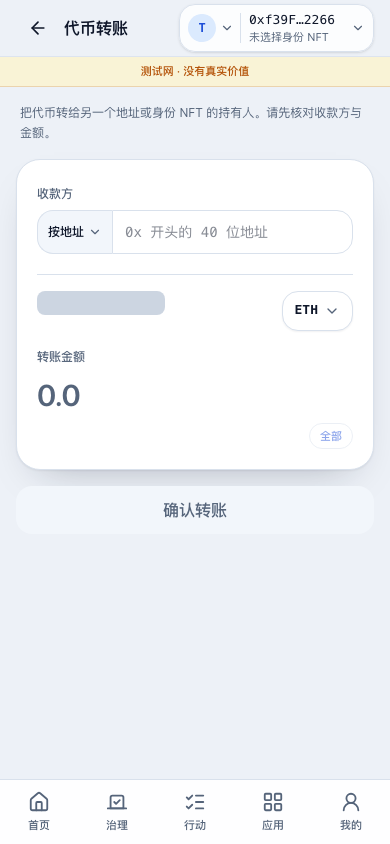 代币转账
T
0xf39F…2266
未选择身份 NFT
测试网 · 没有真实价值
把代币转给另一个地址或身份 NFT 的持有人。请先核对收款方与
金额。
收款方
按地址
0x 开头的 40 位地址
ETH
转账金额
0.0
全部
确认转账
首页
治理
行动
应用
我的